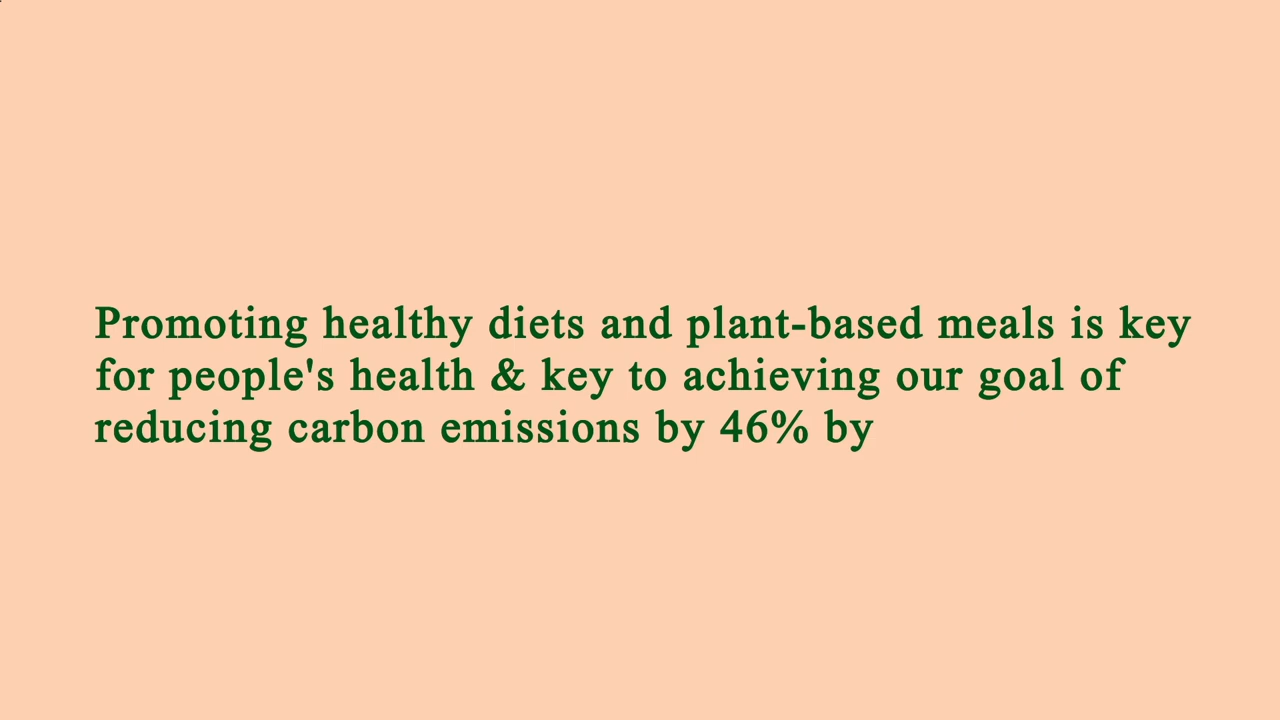 Promoting healthy diets and plant-based meals is key
for people's health & key to achieving our goal of
reducing carbon emissions by 46% by